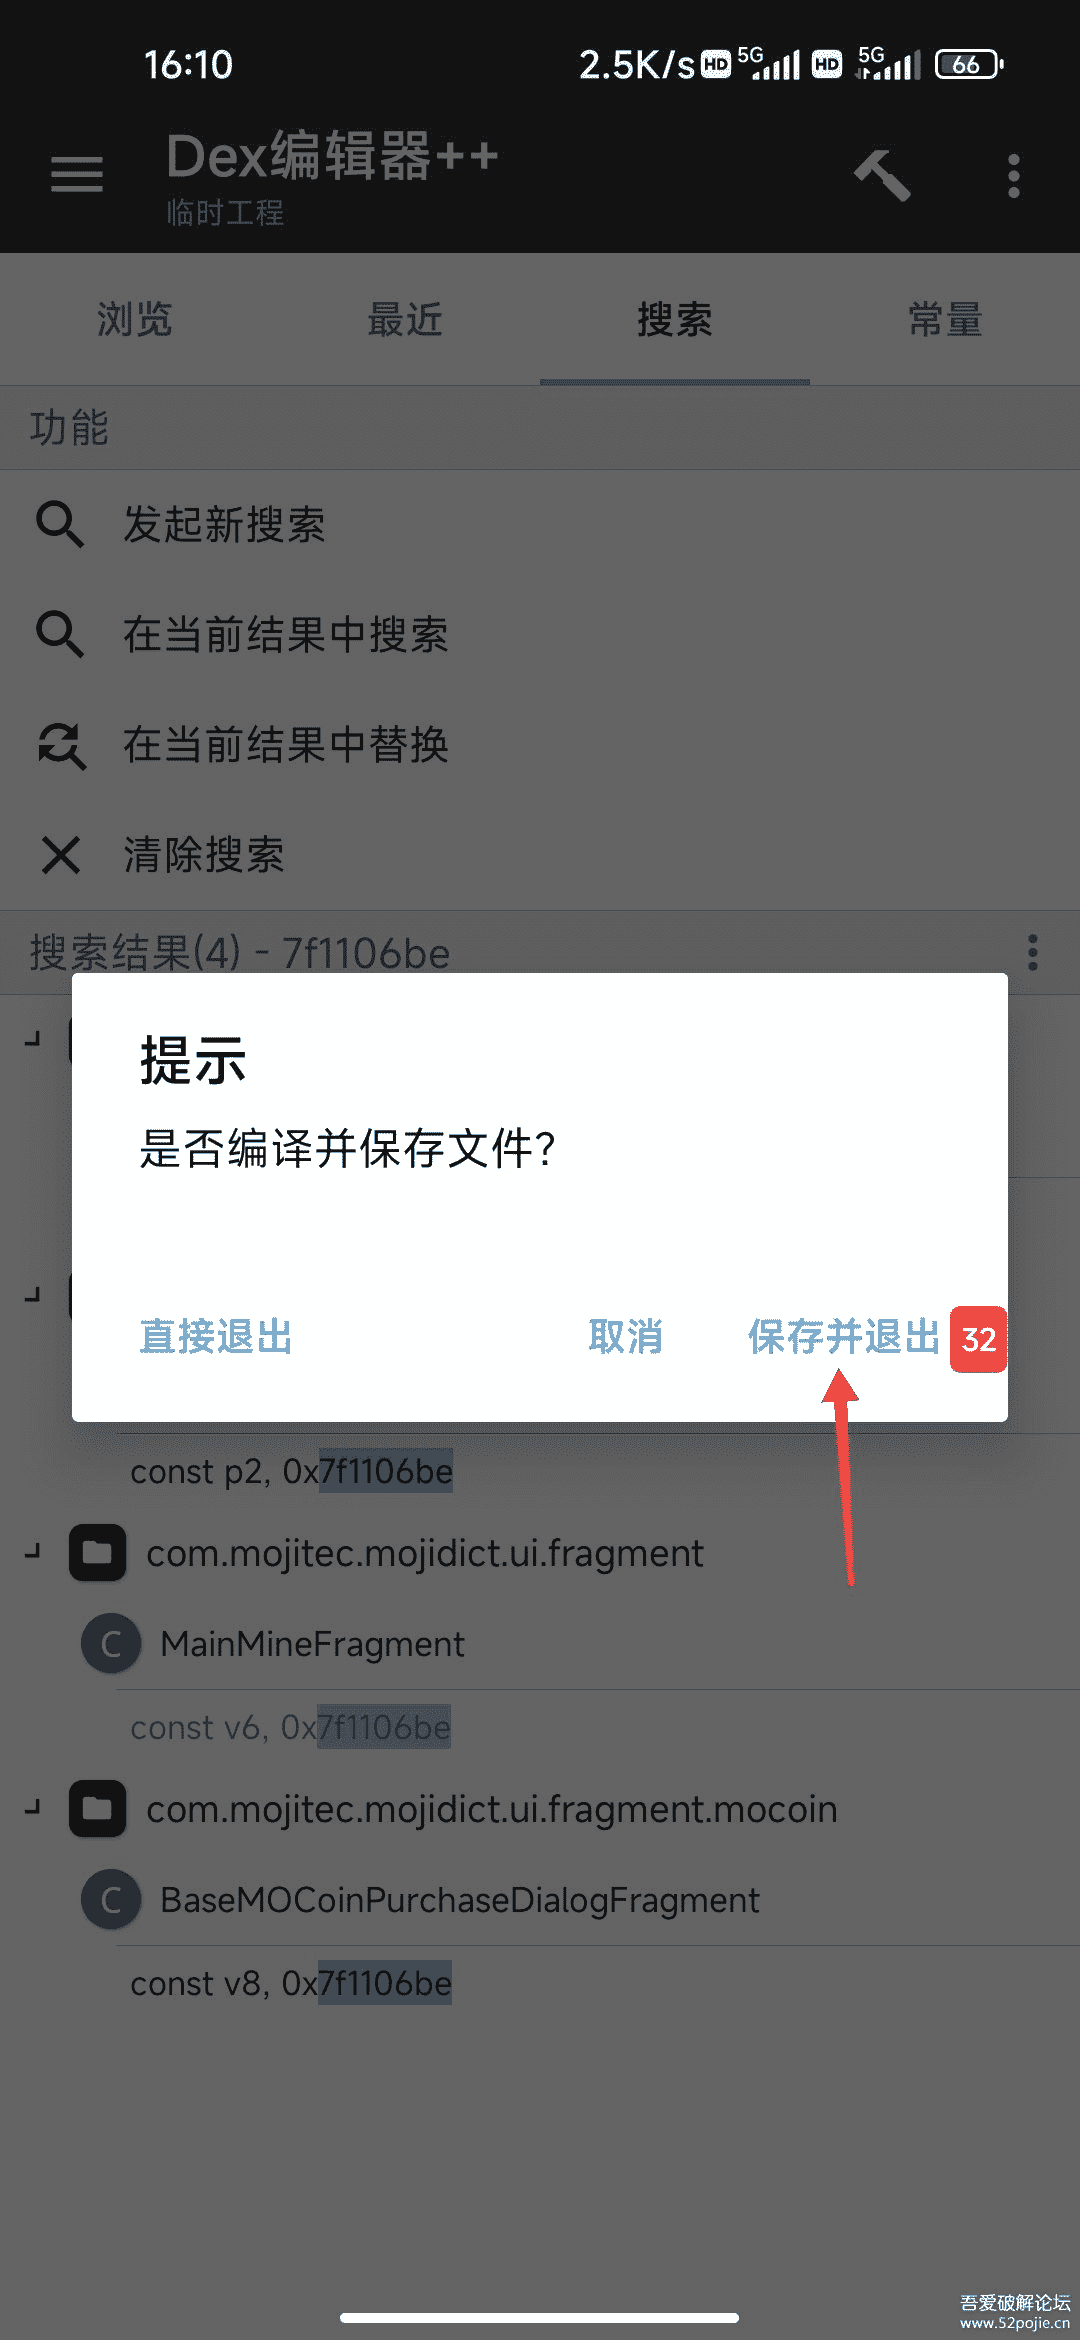 16:10
2.5K/s HD 5G HD 5G 66
Dex编辑器++
临时工程
浏览 最近 搜索 常量
功能
发起新搜索
在当前结果中搜索
在当前结果中替换
清除搜索
搜索结果(4) - 7f1106be
提示
是否编译并保存文件?
直接退出 取消 保存并退出 32
const p2, 0x7f1106be
com.mojitec.mojidict.ui.fragment
C MainMineFragment
const v6, 0x7f1106be
com.mojitec.mojidict.ui.fragment.mocoin
C BaseMOCoinPurchaseDialogFragment
const v8, 0x7f1106be
吾爱破解论坛
www.52pojie.cn